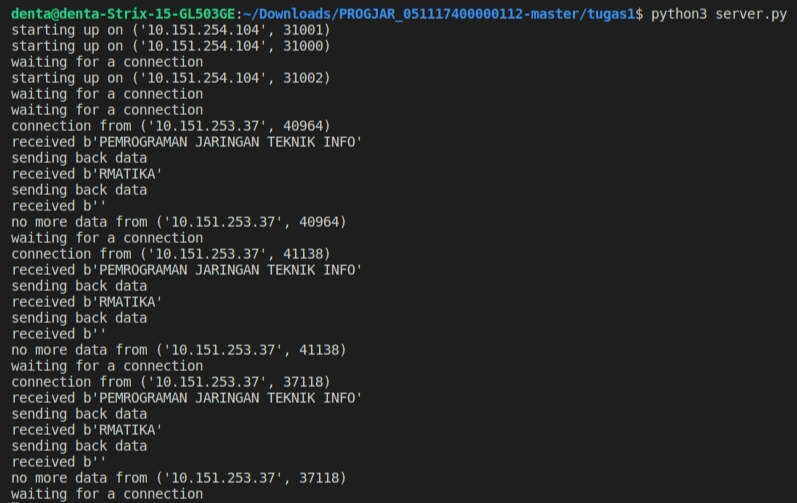 denta@denta-Strix-15-GL503GE:~/Downloads/PROGJAR_051117400000112-master/tugas1$ python3 server.py
starting up on ('10.151.254.104', 31001)
starting up on ('10.151.254.104', 31000)
waiting for a connection
starting up on ('10.151.254.104', 31002)
waiting for a connection
waiting for a connection
connection from ('10.151.253.37', 40964)
received b'PEMROGRAMAN JARINGAN TEKNIK INFO'
sending back data
received b'RMATIKA'
sending back data
received b''
no more data from ('10.151.253.37', 40964)
waiting for a connection
connection from ('10.151.253.37', 41138)
received b'PEMROGRAMAN JARINGAN TEKNIK INFO'
sending back data
received b'RMATIKA'
sending back data
received b''
no more data from ('10.151.253.37', 41138)
waiting for a connection
connection from ('10.151.253.37', 37118)
received b'PEMROGRAMAN JARINGAN TEKNIK INFO'
sending back data
received b'RMATIKA'
sending back data
received b''
no more data from ('10.151.253.37', 37118)
waiting for a connection